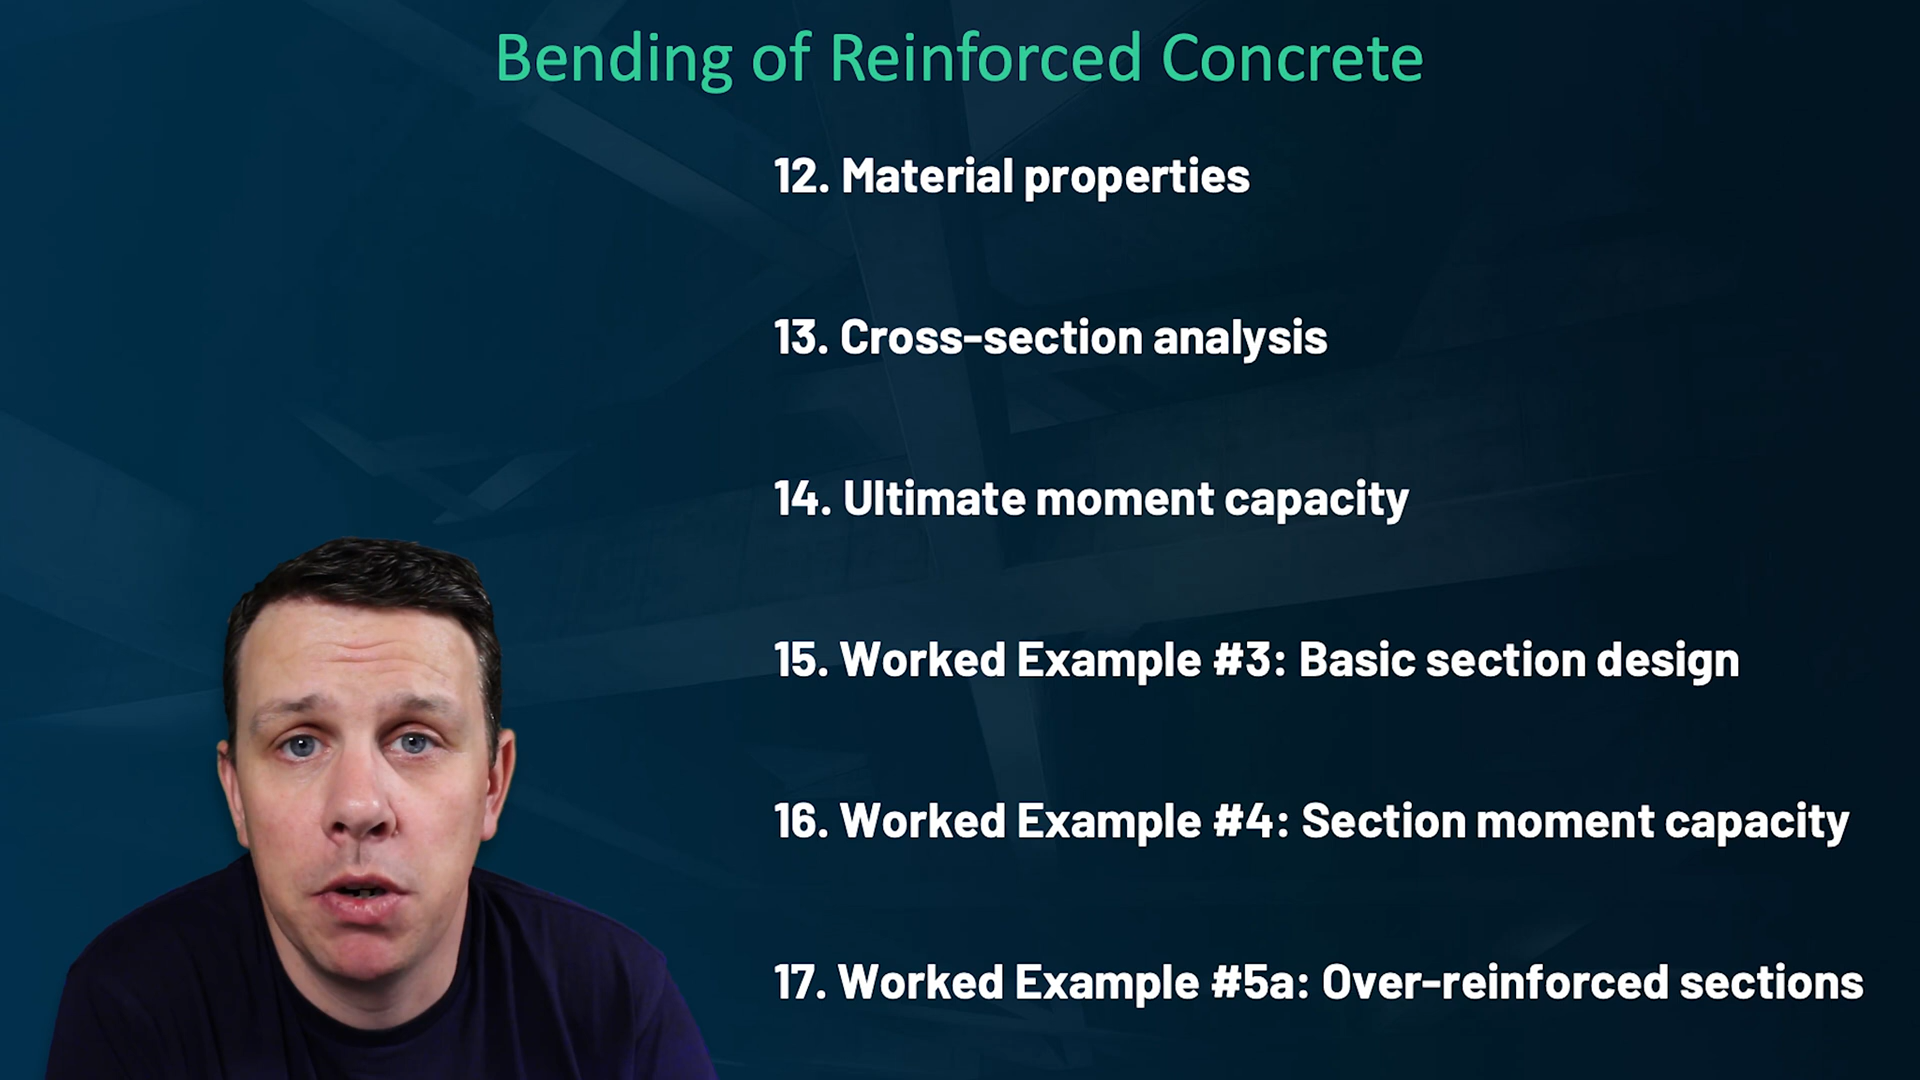 Bending of Reinforced Concrete
12. Material properties
13. Cross-section analysis
14. Ultimate moment capacity
15. Worked Example #3: Basic section design
16. Worked Example #4: Section moment capacity
17. Worked Example #5a: Over-reinforced sections